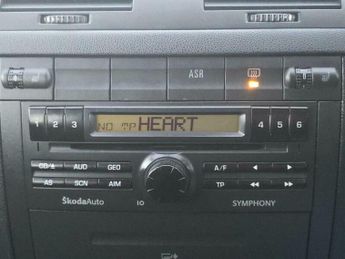 ASR
1 2 3 NO TP HEART 4 5 6
CD/A AUD GEO A/F
AS SCN AIM TP
ŠkodaAuto IO SYMPHONY